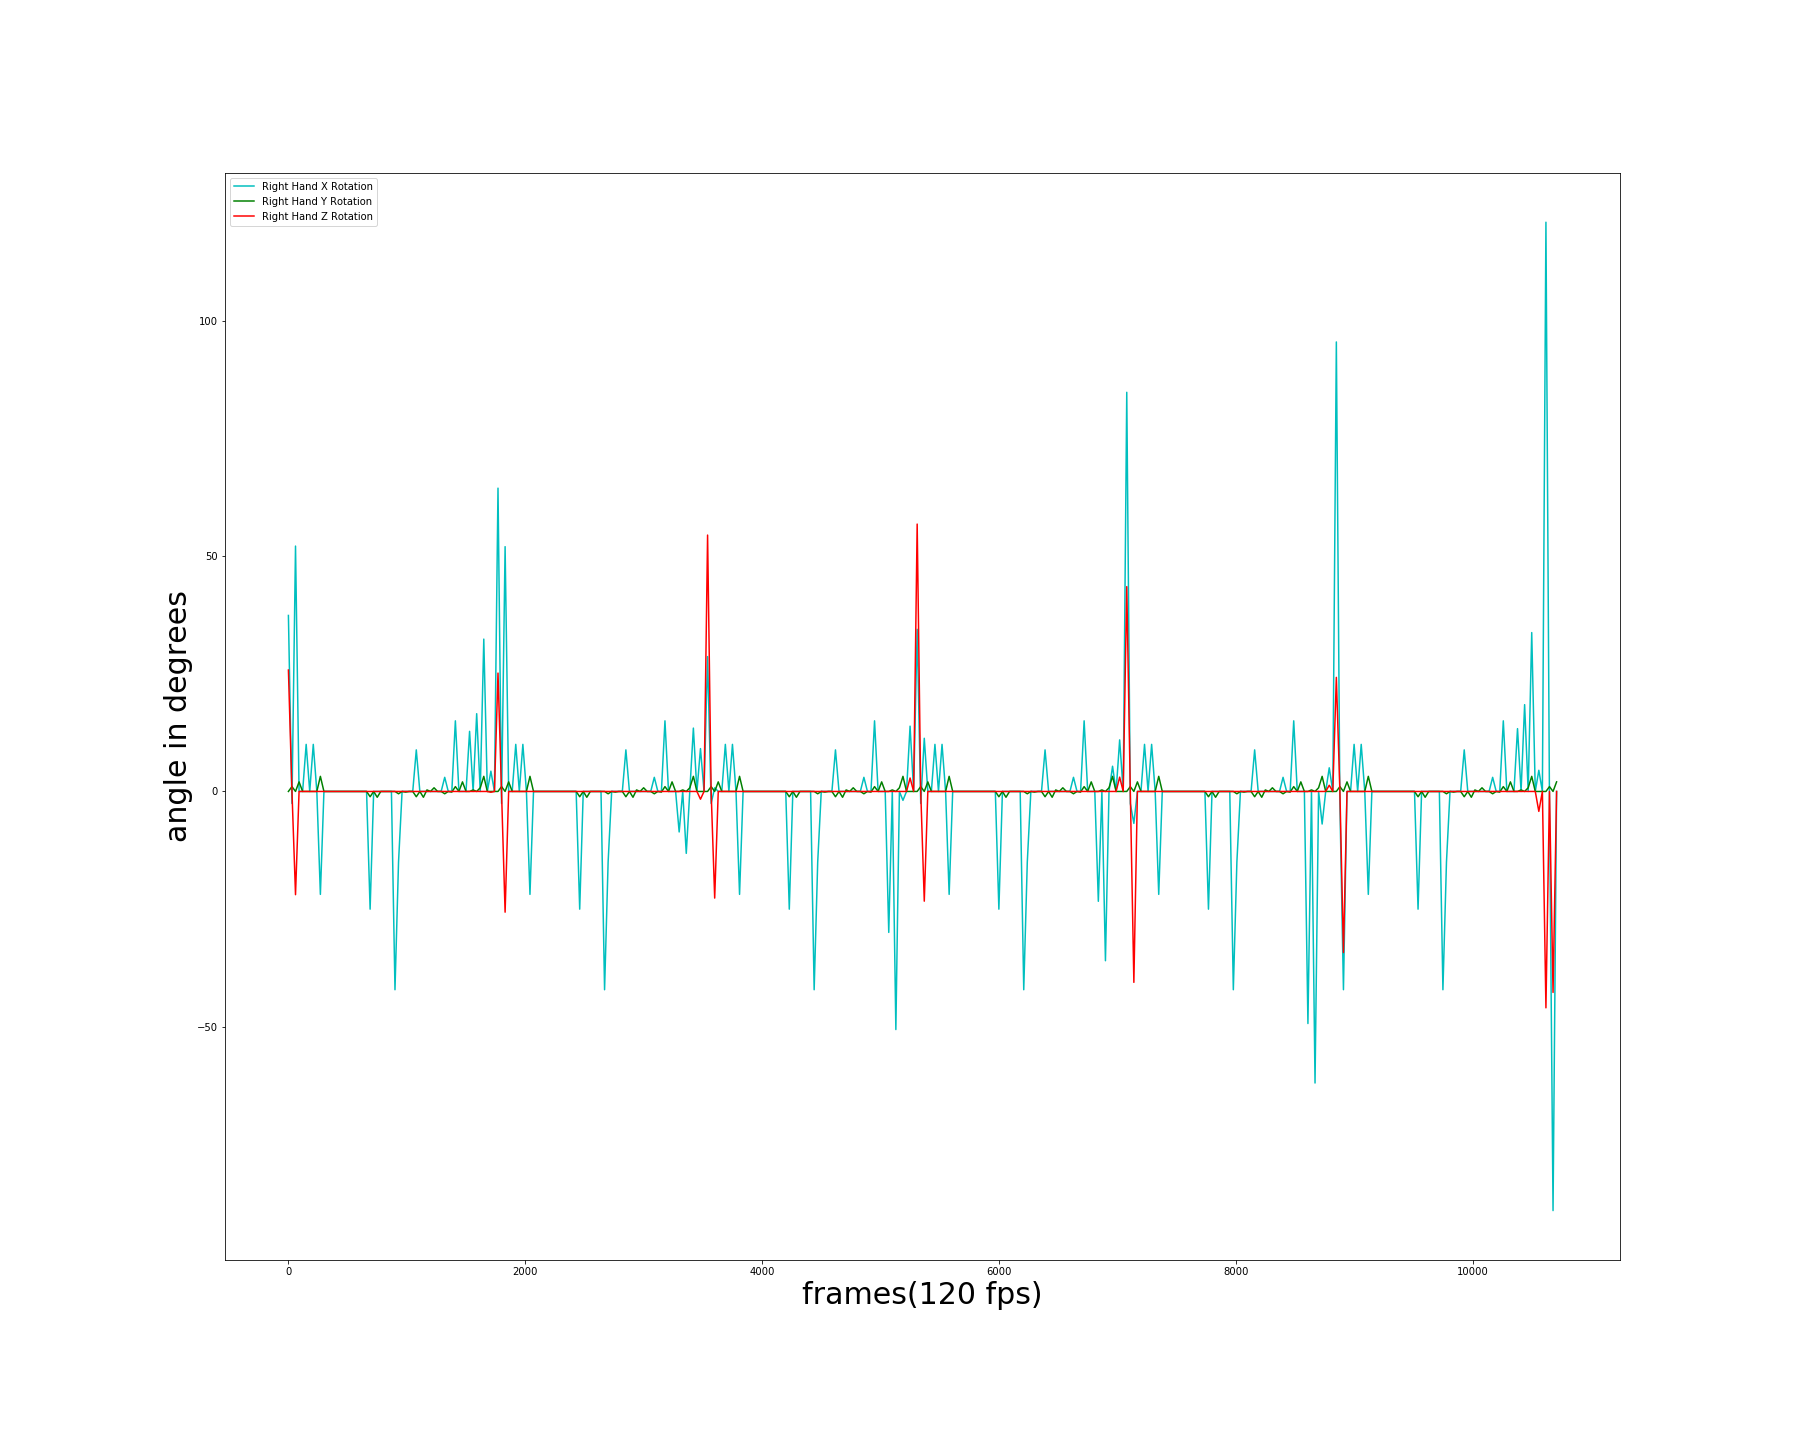 Right Hand X Rotation
Right Hand Y Rotation
Right Hand Z Rotation
100
50
0
−50
angle in degrees
0 2000 4000 6000 8000 10000
frames(120 fps)